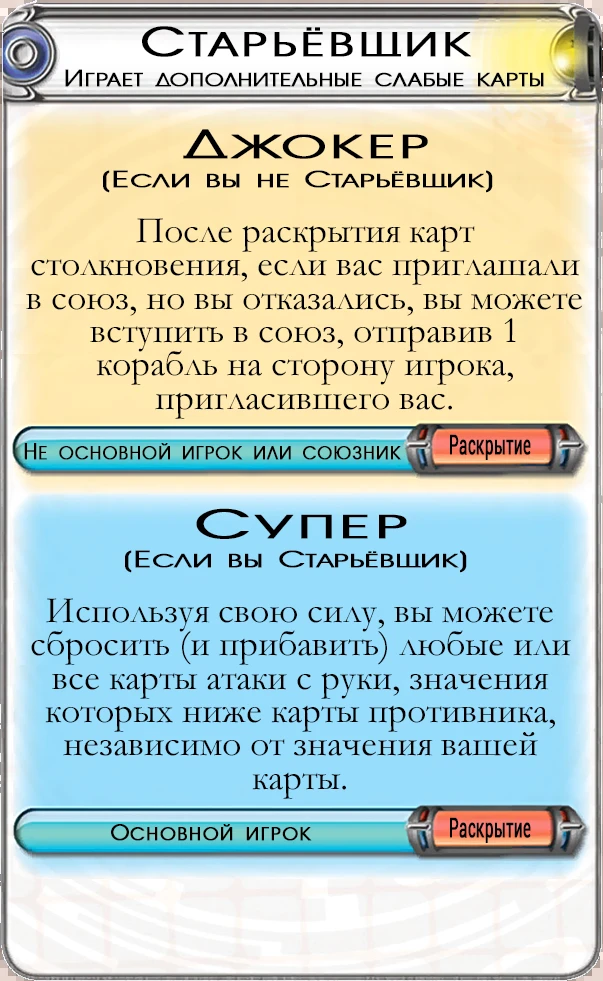 Старьёвщик
Играет дополнительные слабые карты
Джокер
(Если вы не Старьёвщик)
После раскрытия карт
столкновения, если вас приглашали
в союз, но вы отказались, вы можете
вступить в союз, отправив 1
корабль на сторону игрока,
пригласившего вас.
Не основной игрок или союзник
Раскрытие
Супер
(Если вы Старьёвщик)
Используя свою силу, вы можете
сбросить (и прибавить) любые или
все карты атаки с руки, значения
которых ниже карты противника,
независимо от значения вашей
карты.
Основной игрок
Раскрытие